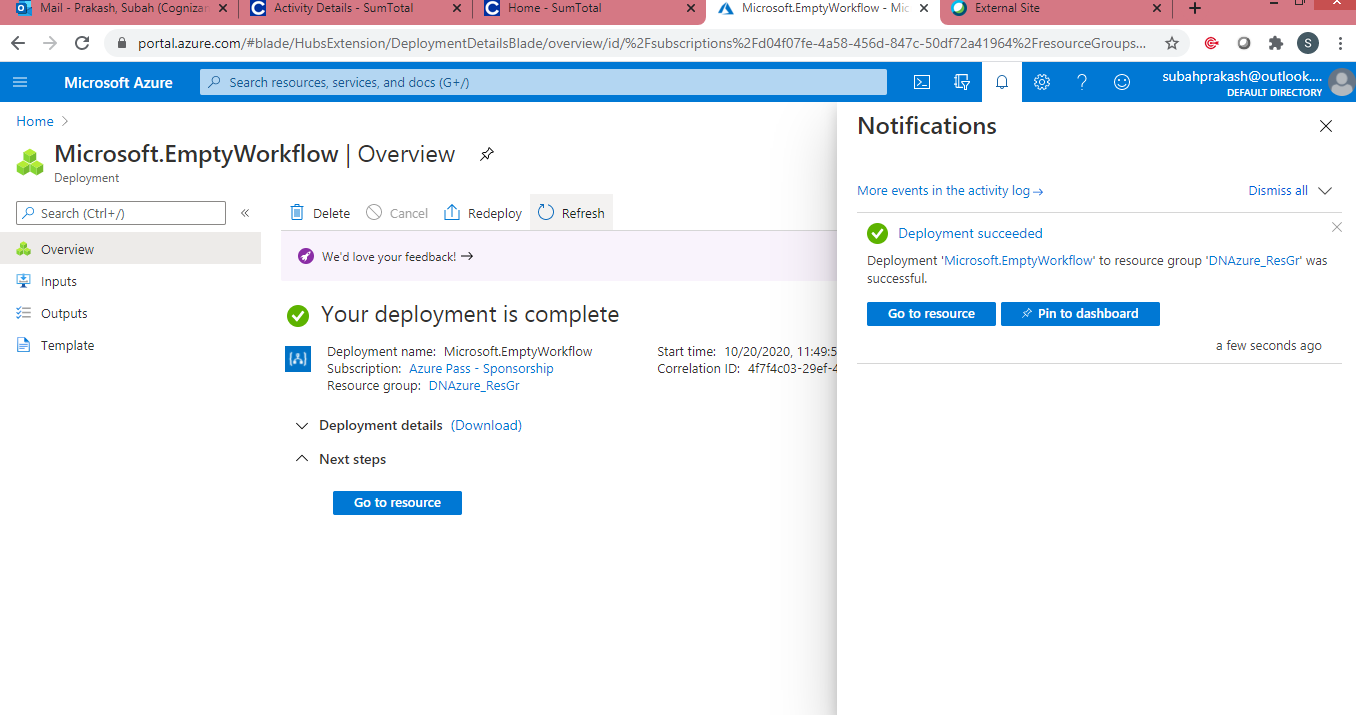 Mail - Prakash, Subah (Cognizan
Activity Details - SumTotal
Home - SumTotal
Microsoft.EmptyWorkflow - Mic
External Site
portal.azure.com/#blade/HubsExtension/DeploymentDetailsBlade/overview/id/%2Fsubscriptions%2Fd04f07fe-4a58-456d-847c-50df72a41964%2FresourceGroups...
S
Microsoft Azure
Search resources, services, and docs (G+/)
subahprakash@outlook....
DEFAULT DIRECTORY
Home >
Microsoft.EmptyWorkflow | Overview
Deployment
Search (Ctrl+/)
«
Overview
Inputs
Outputs
Template
Delete
Cancel
Redeploy
Refresh
We'd love your feedback! →
Your deployment is complete
Deployment name: Microsoft.EmptyWorkflow
Subscription: Azure Pass - Sponsorship
Resource group: DNAzure_ResGr
Start time: 10/20/2020, 11:49:5
Correlation ID: 4f7f4c03-29ef-4
Deployment details (Download)
Next steps
Go to resource
Notifications
More events in the activity log →
Dismiss all
Deployment succeeded
Deployment 'Microsoft.EmptyWorkflow' to resource group 'DNAzure_ResGr' was
successful.
Go to resource
Pin to dashboard
a few seconds ago